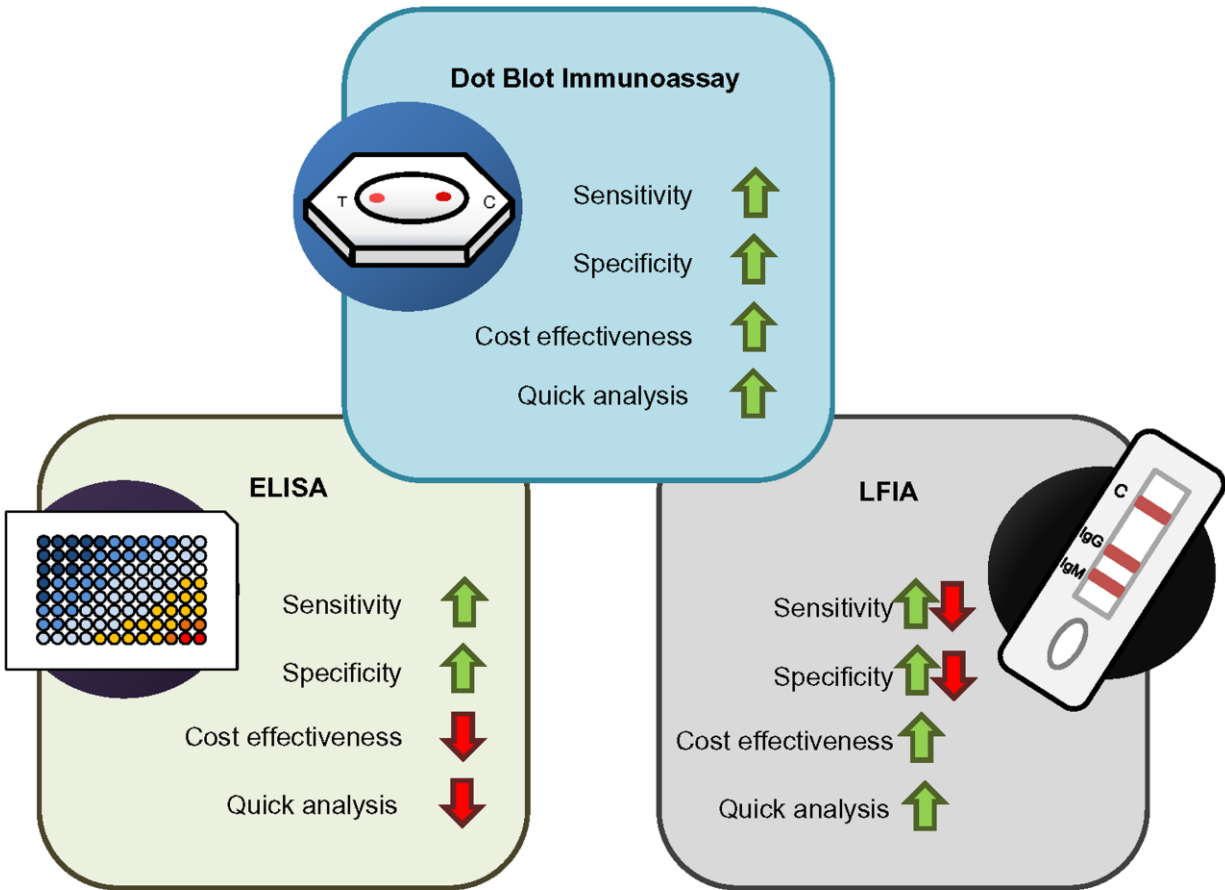 Dot Blot Immunoassay
T
C
Sensitivity
Specificity
Cost effectiveness
Quick analysis
ELISA
Sensitivity
Specificity
Cost effectiveness
Quick analysis
LFIA
C
IgG
IgM
Sensitivity
Specificity
Cost effectiveness
Quick analysis